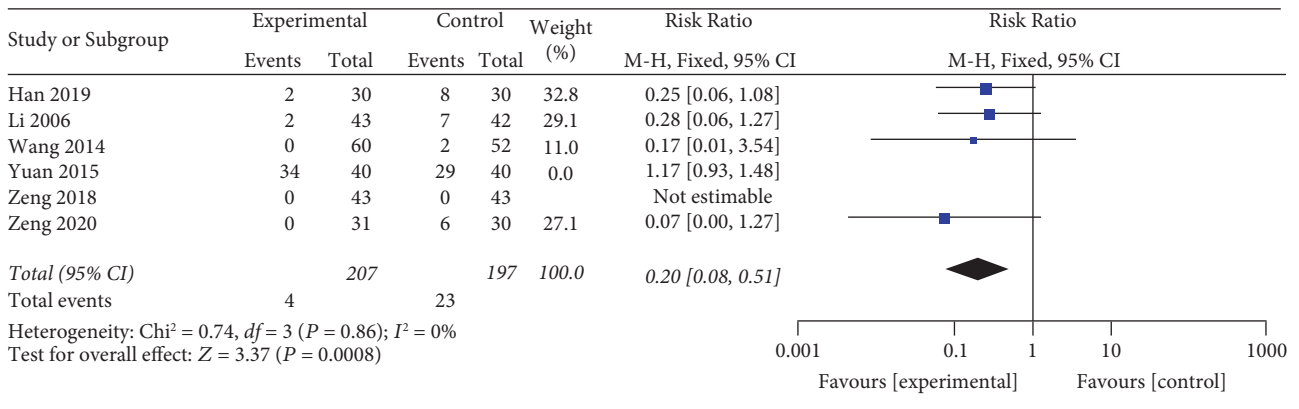 Study or Subgroup Experimental Control Weight (%) Risk Ratio Risk Ratio
Events Total Events Total M-H, Fixed, 95% CI M-H, Fixed, 95% CI
Han 2019 2 30 8 30 32.8 0.25 [0.06, 1.08]
Li 2006 2 43 7 42 29.1 0.28 [0.06, 1.27]
Wang 2014 0 60 2 52 11.0 0.17 [0.01, 3.54]
Yuan 2015 34 40 29 40 0.0 1.17 [0.93, 1.48]
Zeng 2018 0 43 0 43 Not estimable
Zeng 2020 0 31 6 30 27.1 0.07 [0.00, 1.27]
Total (95% CI) 207 197 100.0 0.20 [0.08, 0.51]
Total events 4 23
Heterogeneity: Chi² = 0.74, df = 3 (P = 0.86); I² = 0%
Test for overall effect: Z = 3.37 (P = 0.0008)
0.001 0.1 1 10 1000
Favours [experimental] Favours [control]